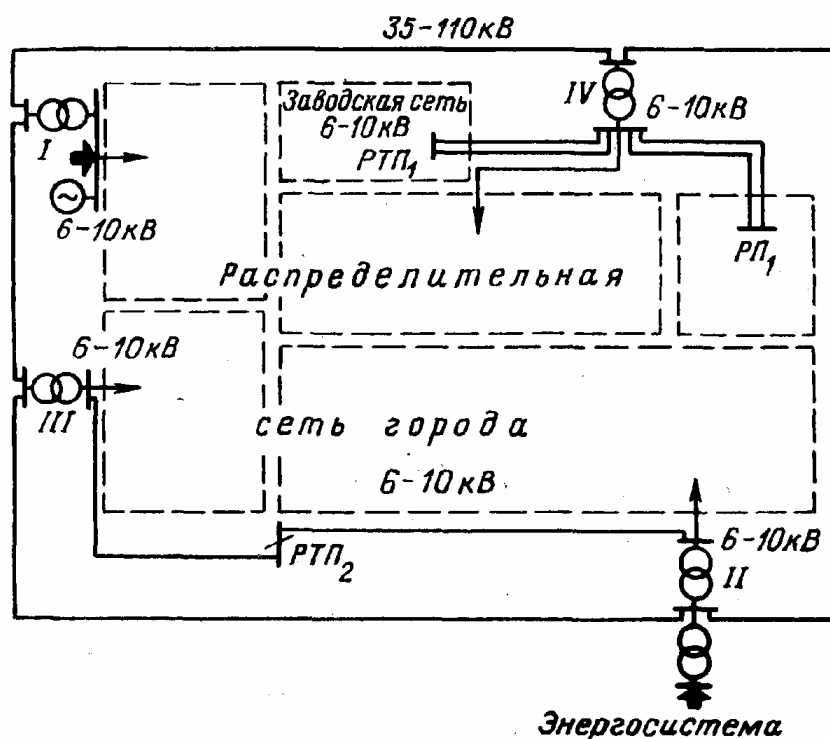 35-110кВ
Заводская сеть
6-10кВ
РТП1
IV
6-10кВ
I
6-10кВ
РП1
Распределительная
6-10кВ
III
сеть города
6-10кВ
РТП2
6-10кВ
II
Энергосистема